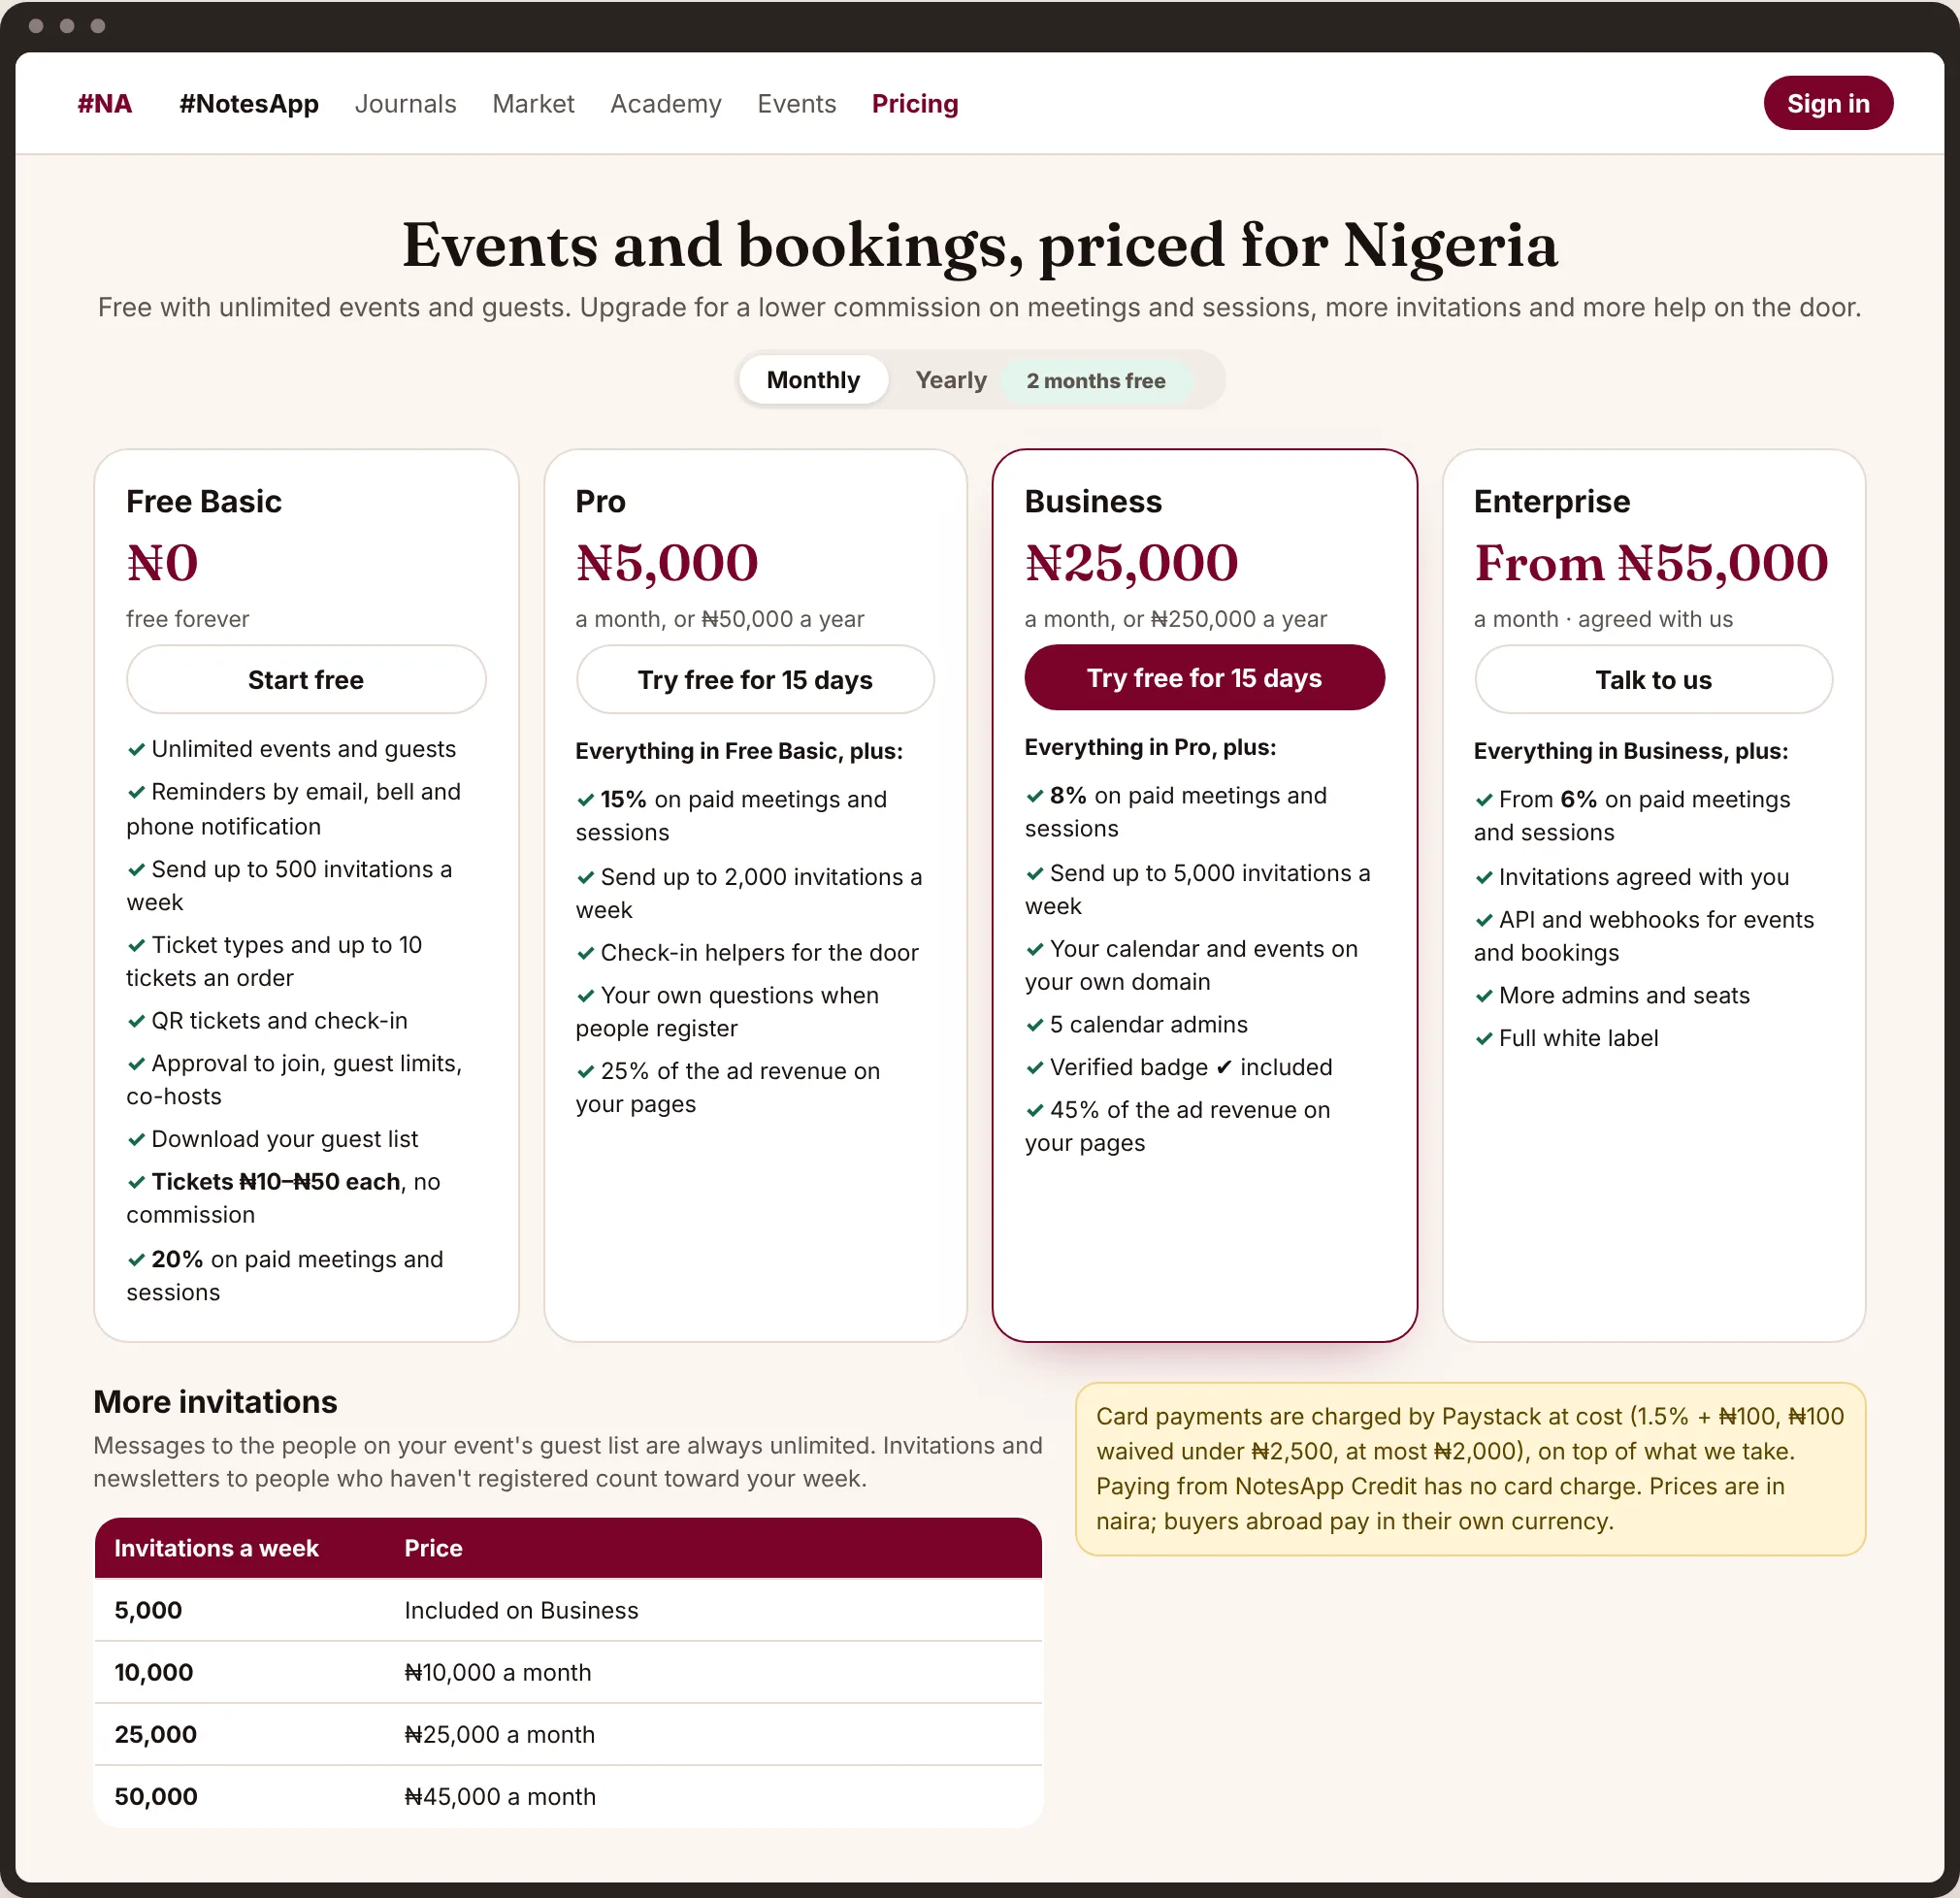 #NA #NotesApp Journals Market Academy Events Pricing Sign in
Events and bookings, priced for Nigeria
Free with unlimited events and guests. Upgrade for a lower commission on meetings and sessions, more invitations and more help on the door.
Monthly Yearly 2 months free
Free Basic
₦0
free forever
Start free
✓ Unlimited events and guests
✓ Reminders by email, bell and
phone notification
✓ Send up to 500 invitations a
week
✓ Ticket types and up to 10
tickets an order
✓ QR tickets and check-in
✓ Approval to join, guest limits,
co-hosts
✓ Download your guest list
✓ Tickets ₦10–₦50 each, no
commission
✓ 20% on paid meetings and
sessions
Pro
₦5,000
a month, or ₦50,000 a year
Try free for 15 days
Everything in Free Basic, plus:
✓ 15% on paid meetings and
sessions
✓ Send up to 2,000 invitations a
week
✓ Check-in helpers for the door
✓ Your own questions when
people register
✓ 25% of the ad revenue on
your pages
Business
₦25,000
a month, or ₦250,000 a year
Try free for 15 days
Everything in Pro, plus:
✓ 8% on paid meetings and
sessions
✓ Send up to 5,000 invitations a
week
✓ Your calendar and events on
your own domain
✓ 5 calendar admins
✓ Verified badge ✔ included
✓ 45% of the ad revenue on
your pages
Enterprise
From ₦55,000
a month · agreed with us
Talk to us
Everything in Business, plus:
✓ From 6% on paid meetings
and sessions
✓ Invitations agreed with you
✓ API and webhooks for events
and bookings
✓ More admins and seats
✓ Full white label
More invitations
Messages to the people on your event's guest list are always unlimited. Invitations and
newsletters to people who haven't registered count toward your week.
Invitations a week Price
5,000 Included on Business
10,000 ₦10,000 a month
25,000 ₦25,000 a month
50,000 ₦45,000 a month
Card payments are charged by Paystack at cost (1.5% + ₦100, ₦100
waived under ₦2,500, at most ₦2,000), on top of what we take.
Paying from NotesApp Credit has no card charge. Prices are in
naira; buyers abroad pay in their own currency.